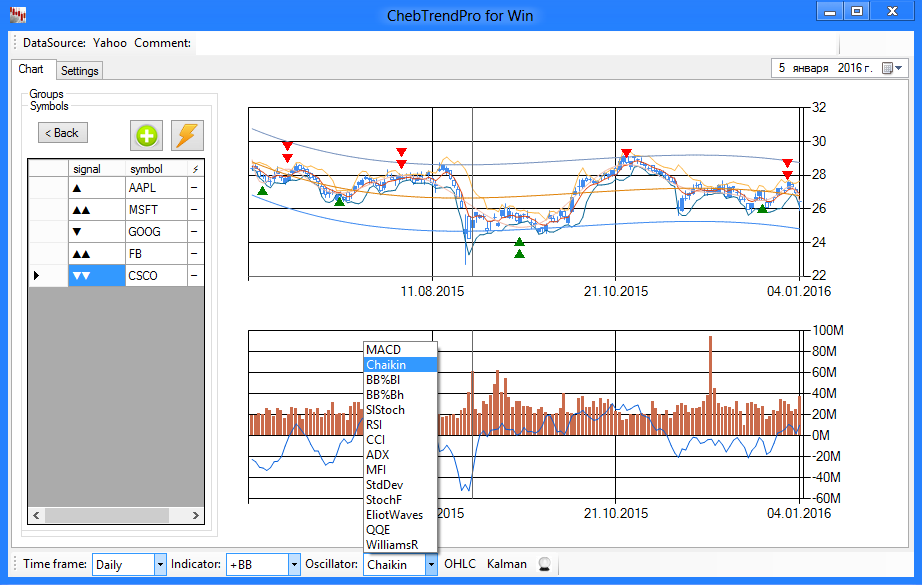 ChebTrendPro for Win
DataSource: Yahoo Comment:
Chart Settings
5 января 2016 г.
Groups
Symbols
< Back
signal symbol
AAPL
MSFT
GOOG
FB
CSCO
32
30
28
26
24
22
11.08.2015 21.10.2015 04.01.2016
100M
80M
60M
40M
20M
0M
-20M
-40M
-60M
2015 21.10.2015 04.01.2016
MACD
Chaikin
BB%Bl
BB%Bh
SlStoch
RSI
CCI
ADX
MFI
StdDev
StochF
EliotWaves
QQE
WilliamsR
Time frame: Daily Indicator: +BB Oscillator: Chaikin OHLC Kalman